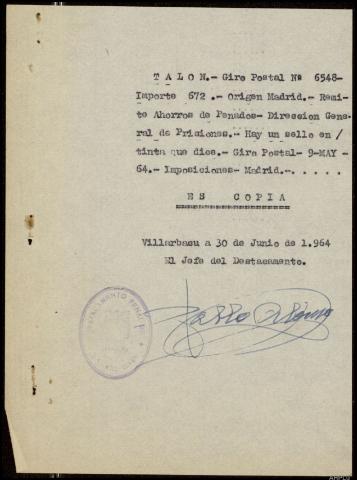 T A L O N.- Giro Postal Nº 6548-
Importe 672 .- Origen Madrid.- Remi-
te Ahorros de Penados- Direccion Gene
ral de Prisiones.- Hay un sello en /
tinta que dice.- Giro Postal- 9-MAY -
64.- Imposiciones- Madrid.-. . . . .
ES COPIA
Villarbasu a 30 de Junio de 1.964
El Jefe del Destacamento.